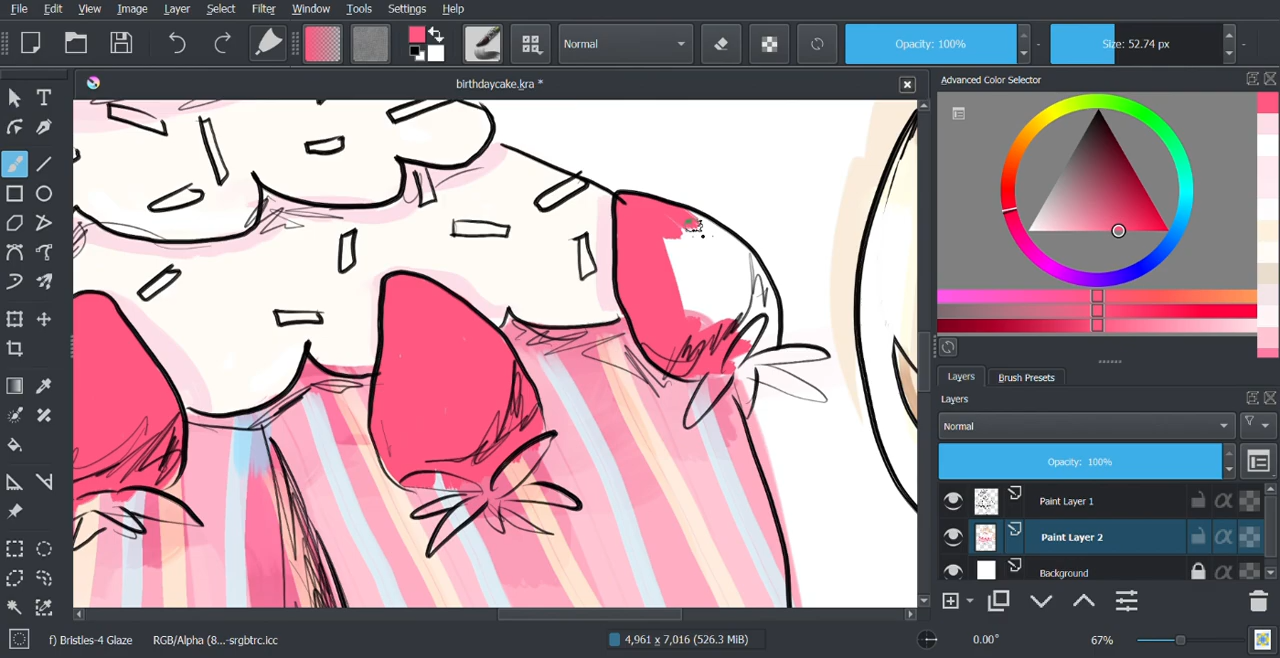 File Edit View Image Layer Select Filter Window Tools Settings Help
Normal Opacity: 100% Size: 52.74 px
birthdaycake.kra *
Advanced Color Selector
Layers Brush Presets
Layers
Normal
Opacity: 100%
Paint Layer 1
Paint Layer 2
Background
f) Bristles-4 Glaze RGB/Alpha (8...-srgbtrc.icc 4,961 x 7,016 (526.3 MiB) 0.00° 67%